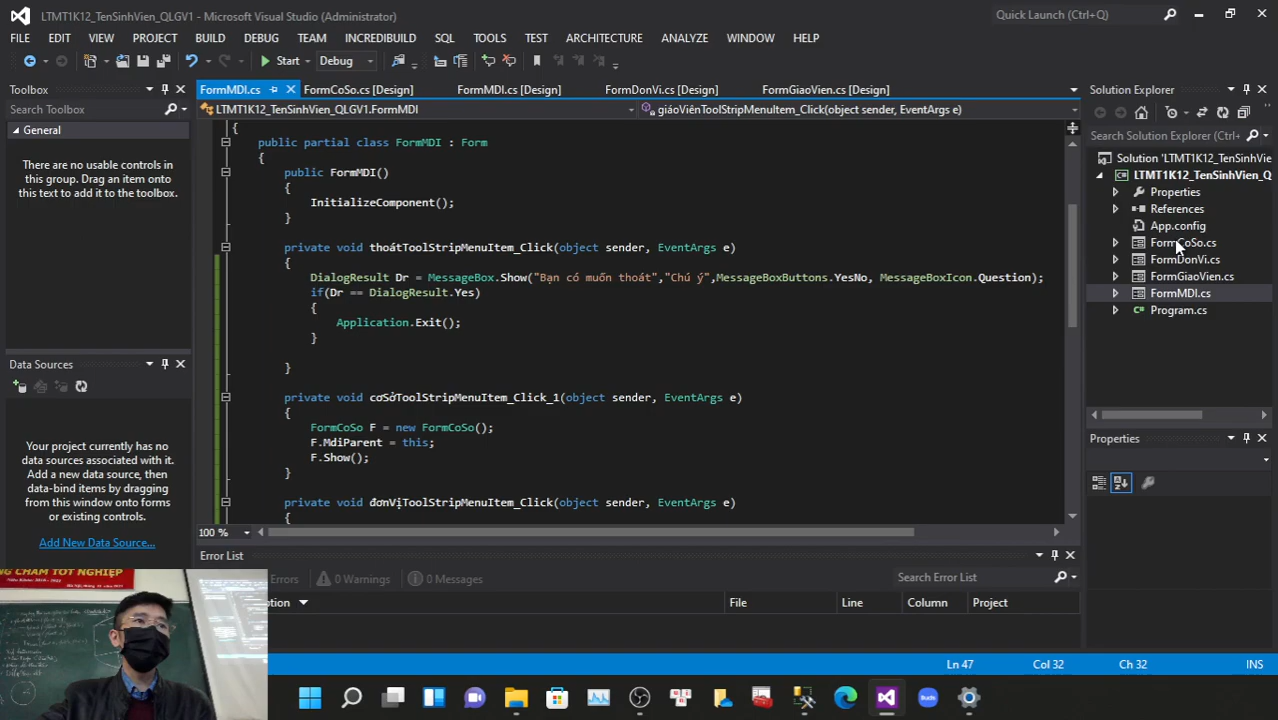 LTMT1K12_TenSinhVien_QLGV1 - Microsoft Visual Studio (Administrator)
Quick Launch (Ctrl+Q)
FILE EDIT VIEW PROJECT BUILD DEBUG TEAM INCREDIBUILD SQL TOOLS TEST ARCHITECTURE ANALYZE WINDOW HELP
Start Debug
Toolbox
Search Toolbox
General
There are no usable controls in
this group. Drag an item onto
this text to add it to the toolbox.
Data Sources
Your project currently has no
data sources associated with it.
Add a new data source, then
data-bind items by dragging
from this window onto forms
or existing controls.
Add New Data Source...
FormMDI.cs FormCoSo.cs [Design] FormMDI.cs [Design] FormDonVi.cs [Design] FormGiaoVien.cs [Design]
LTMT1K12_TenSinhVien_QLGV1.FormMDI giáoViênToolStripMenuItem_Click(object sender, EventArgs e)
{
public partial class FormMDI : Form
{
public FormMDI()
{
InitializeComponent();
}
private void thoátToolStripMenuItem_Click(object sender, EventArgs e)
{
DialogResult Dr = MessageBox.Show("Bạn có muốn thoát","Chú ý",MessageBoxButtons.YesNo, MessageBoxIcon.Question);
if(Dr == DialogResult.Yes)
{
Application.Exit();
}
}
private void cơSởToolStripMenuItem_Click_1(object sender, EventArgs e)
{
FormCoSo F = new FormCoSo();
F.MdiParent = this;
F.Show();
}
private void đơnVịToolStripMenuItem_Click(object sender, EventArgs e)
{
100 %
Error List
Errors 0 Warnings 0 Messages
Search Error List
File Line Column Project
Solution Explorer
Search Solution Explorer (Ctrl+
Solution 'LTMT1K12_TenSinhVien
LTMT1K12_TenSinhVien_Q
Properties
References
App.config
FormCoSo.cs
FormDonVi.cs
FormGiaoVien.cs
FormMDI.cs
Program.cs
Properties
Ln 47 Col 32 Ch 32 INS
NG CHẤM TỐT NGHIỆP